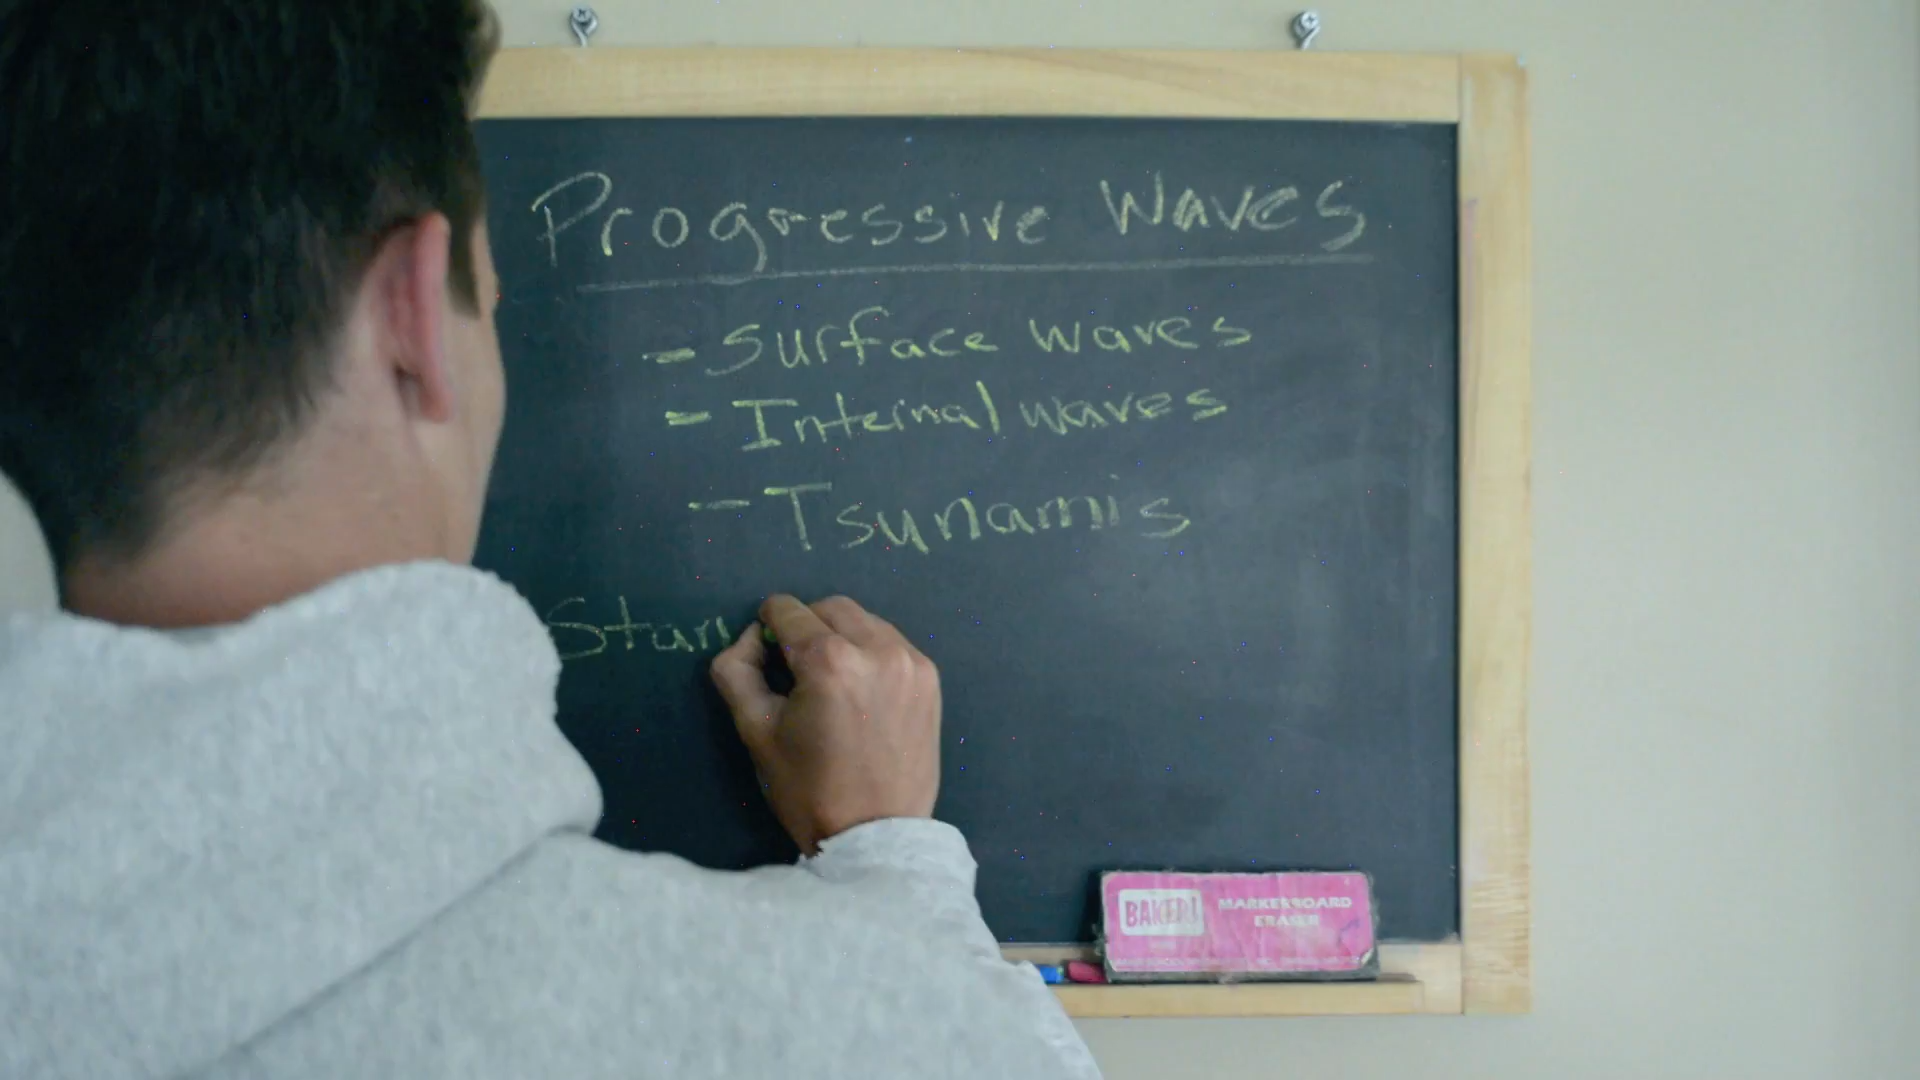 Progressive Waves
- Surface waves
- Internal waves
- Tsunamis
Stan
BAKER!
MARKERBOARD
ERASER